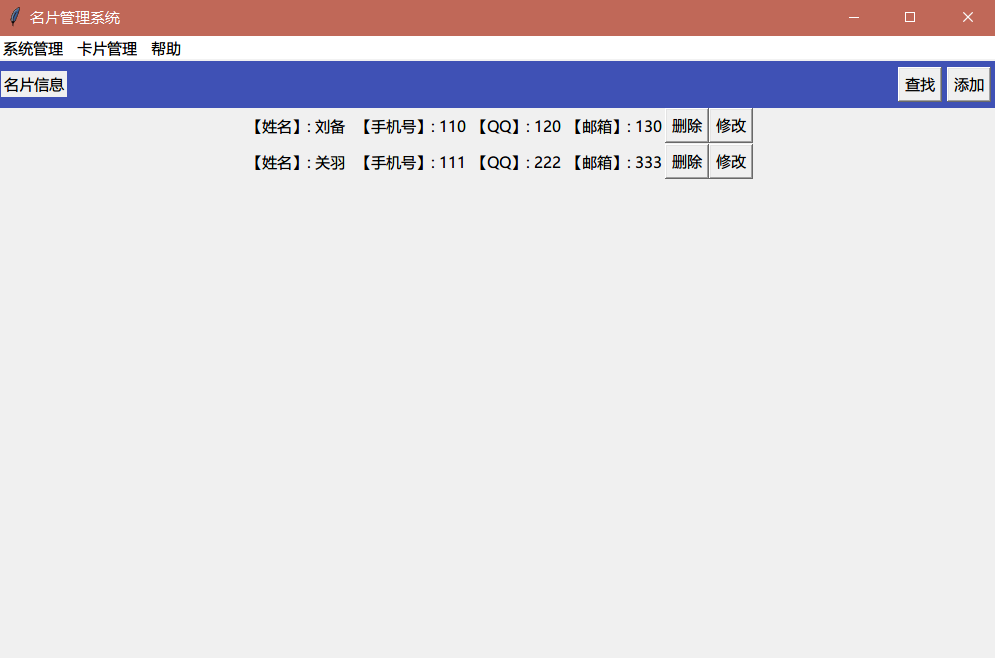 名片管理系统
系统管理 卡片管理 帮助
名片信息 查找 添加
【姓名】: 刘备 【手机号】: 110 【QQ】: 120 【邮箱】: 130 删除 修改
【姓名】: 关羽 【手机号】: 111 【QQ】: 222 【邮箱】: 333 删除 修改